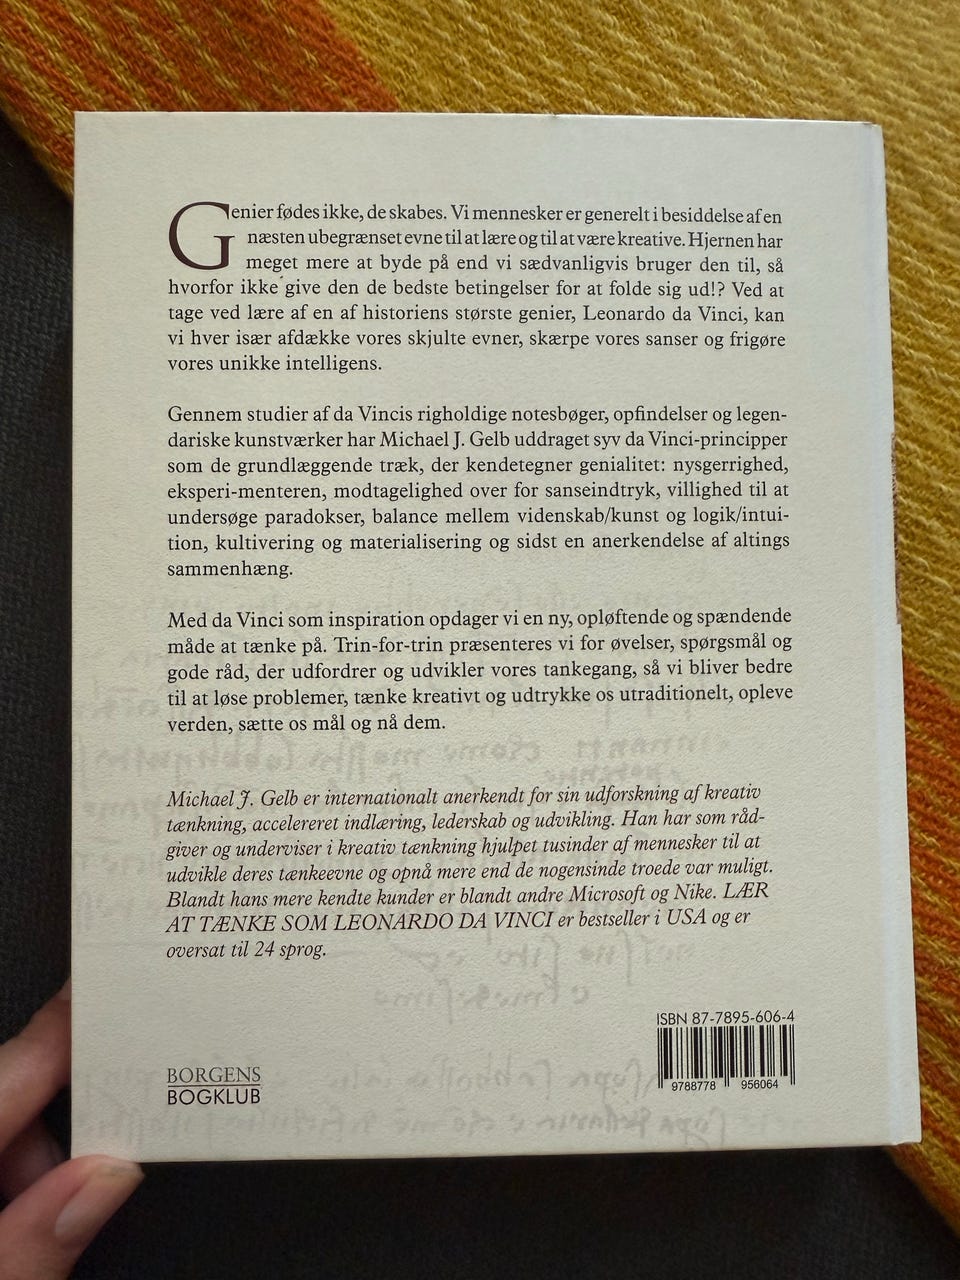 Genier fødes ikke, de skabes. Vi mennesker er generelt i besiddelse af en
næsten ubegrænset evne til at lære og til at være kreative. Hjernen har
meget mere at byde på end vi sædvanligvis bruger den til, så
hvorfor ikke give den de bedste betingelser for at folde sig ud!? Ved at
tage ved lære af en af historiens største genier, Leonardo da Vinci, kan
vi hver især afdække vores skjulte evner, skærpe vores sanser og frigøre
vores unikke intelligens.
Gennem studier af da Vincis righoldige notesbøger, opfindelser og legen-
dariske kunstværker har Michael J. Gelb uddraget syv da Vinci-principper
som de grundlæggende træk, der kendetegner genialitet: nysgerrighed,
eksperi-menteren, modtagelighed over for sanseindtryk, villighed til at
undersøge paradokser, balance mellem videnskab/kunst og logik/intui-
tion, kultivering og materialisering og sidst en anerkendelse af altings
sammenhæng.
Med da Vinci som inspiration opdager vi en ny, opløftende og spændende
måde at tænke på. Trin-for-trin præsenteres vi for øvelser, spørgsmål og
gode råd, der udfordrer og udvikler vores tankegang, så vi bliver bedre
til at løse problemer, tænke kreativt og udtrykke os utraditionelt, opleve
verden, sætte os mål og nå dem.
Michael J. Gelb er internationalt anerkendt for sin udforskning af kreativ
tænkning, accelereret indlæring, lederskab og udvikling. Han har som råd-
giver og underviser i kreativ tænkning hjulpet tusinder af mennesker til at
udvikle deres tænkeevne og opnå mere end de nogensinde troede var muligt.
Blandt hans mere kendte kunder er blandt andre Microsoft og Nike. LÆR
AT TÆNKE SOM LEONARDO DA VINCI er bestseller i USA og er
oversat til 24 sprog.
ISBN 87-7895-606-4
9788778 956064
BORGENS
BOGKLUB